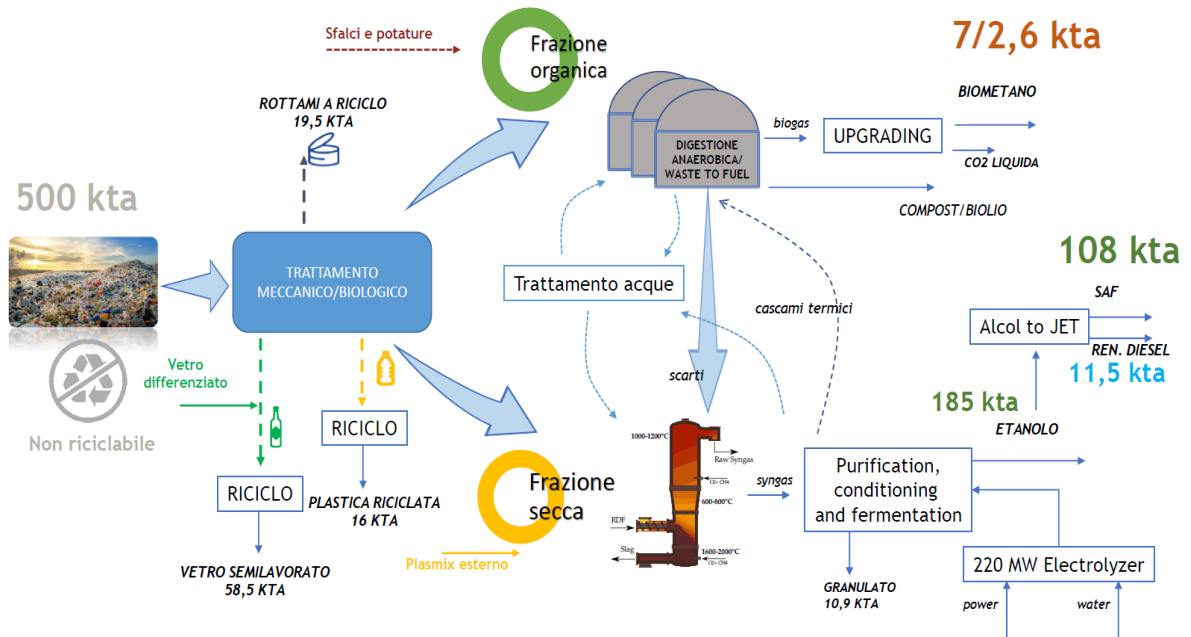 7/2,6 kta
Sfalci e potature
Frazione
organica
ROTTAMI A RICICLO
19,5 KTA
BIOMETANO
biogas
UPGRADING
CO2 LIQUIDA
DIGESTIONE
ANAEROBICA/
WASTE TO FUEL
COMPOST/BIOLIO
500 kta
TRATTAMENTO
MECCANICO/BIOLOGICO
Trattamento acque
cascami termici
108 kta
SAF
Alcol to JET
REN. DIESEL
11,5 kta
Vetro
differenziato
scarti
185 kta
ETANOLO
Non riciclabile
RICICLO
1000-1200°C
Raw Syngas
Frazione
secca
syngas
Purification,
conditioning
and fermentation
RICICLO
PLASTICA RICICLATA
16 KTA
O2+ CH4
600-800°C
RDF
Slag
1600-2000°C
O2+ CH4
Plasmix esterno
VETRO SEMILAVORATO
58,5 KTA
GRANULATO
10,9 KTA
220 MW Electrolyzer
power
water